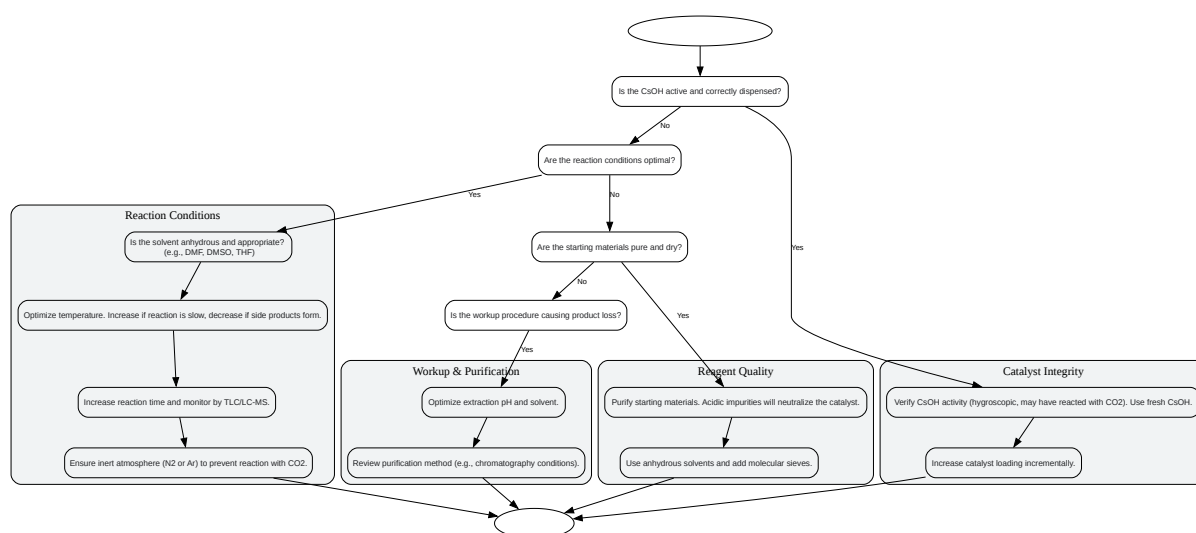 Is the CsOH active and correctly dispensed?
No
Are the reaction conditions optimal?
Yes
No
Yes
Reaction Conditions
Is the solvent anhydrous and appropriate?
(e.g., DMF, DMSO, THF)
Are the starting materials pure and dry?
No
Yes
Optimize temperature. Increase if reaction is slow, decrease if side products form.
Is the workup procedure causing product loss?
Yes
Workup & Purification
Reagent Quality
Catalyst Integrity
Increase reaction time and monitor by TLC/LC-MS.
Optimize extraction pH and solvent.
Purify starting materials. Acidic impurities will neutralize the catalyst.
Verify CsOH activity (hygroscopic, may have reacted with CO2). Use fresh CsOH.
Ensure inert atmosphere (N2 or Ar) to prevent reaction with CO2.
Review purification method (e.g., chromatography conditions).
Use anhydrous solvents and add molecular sieves.
Increase catalyst loading incrementally.